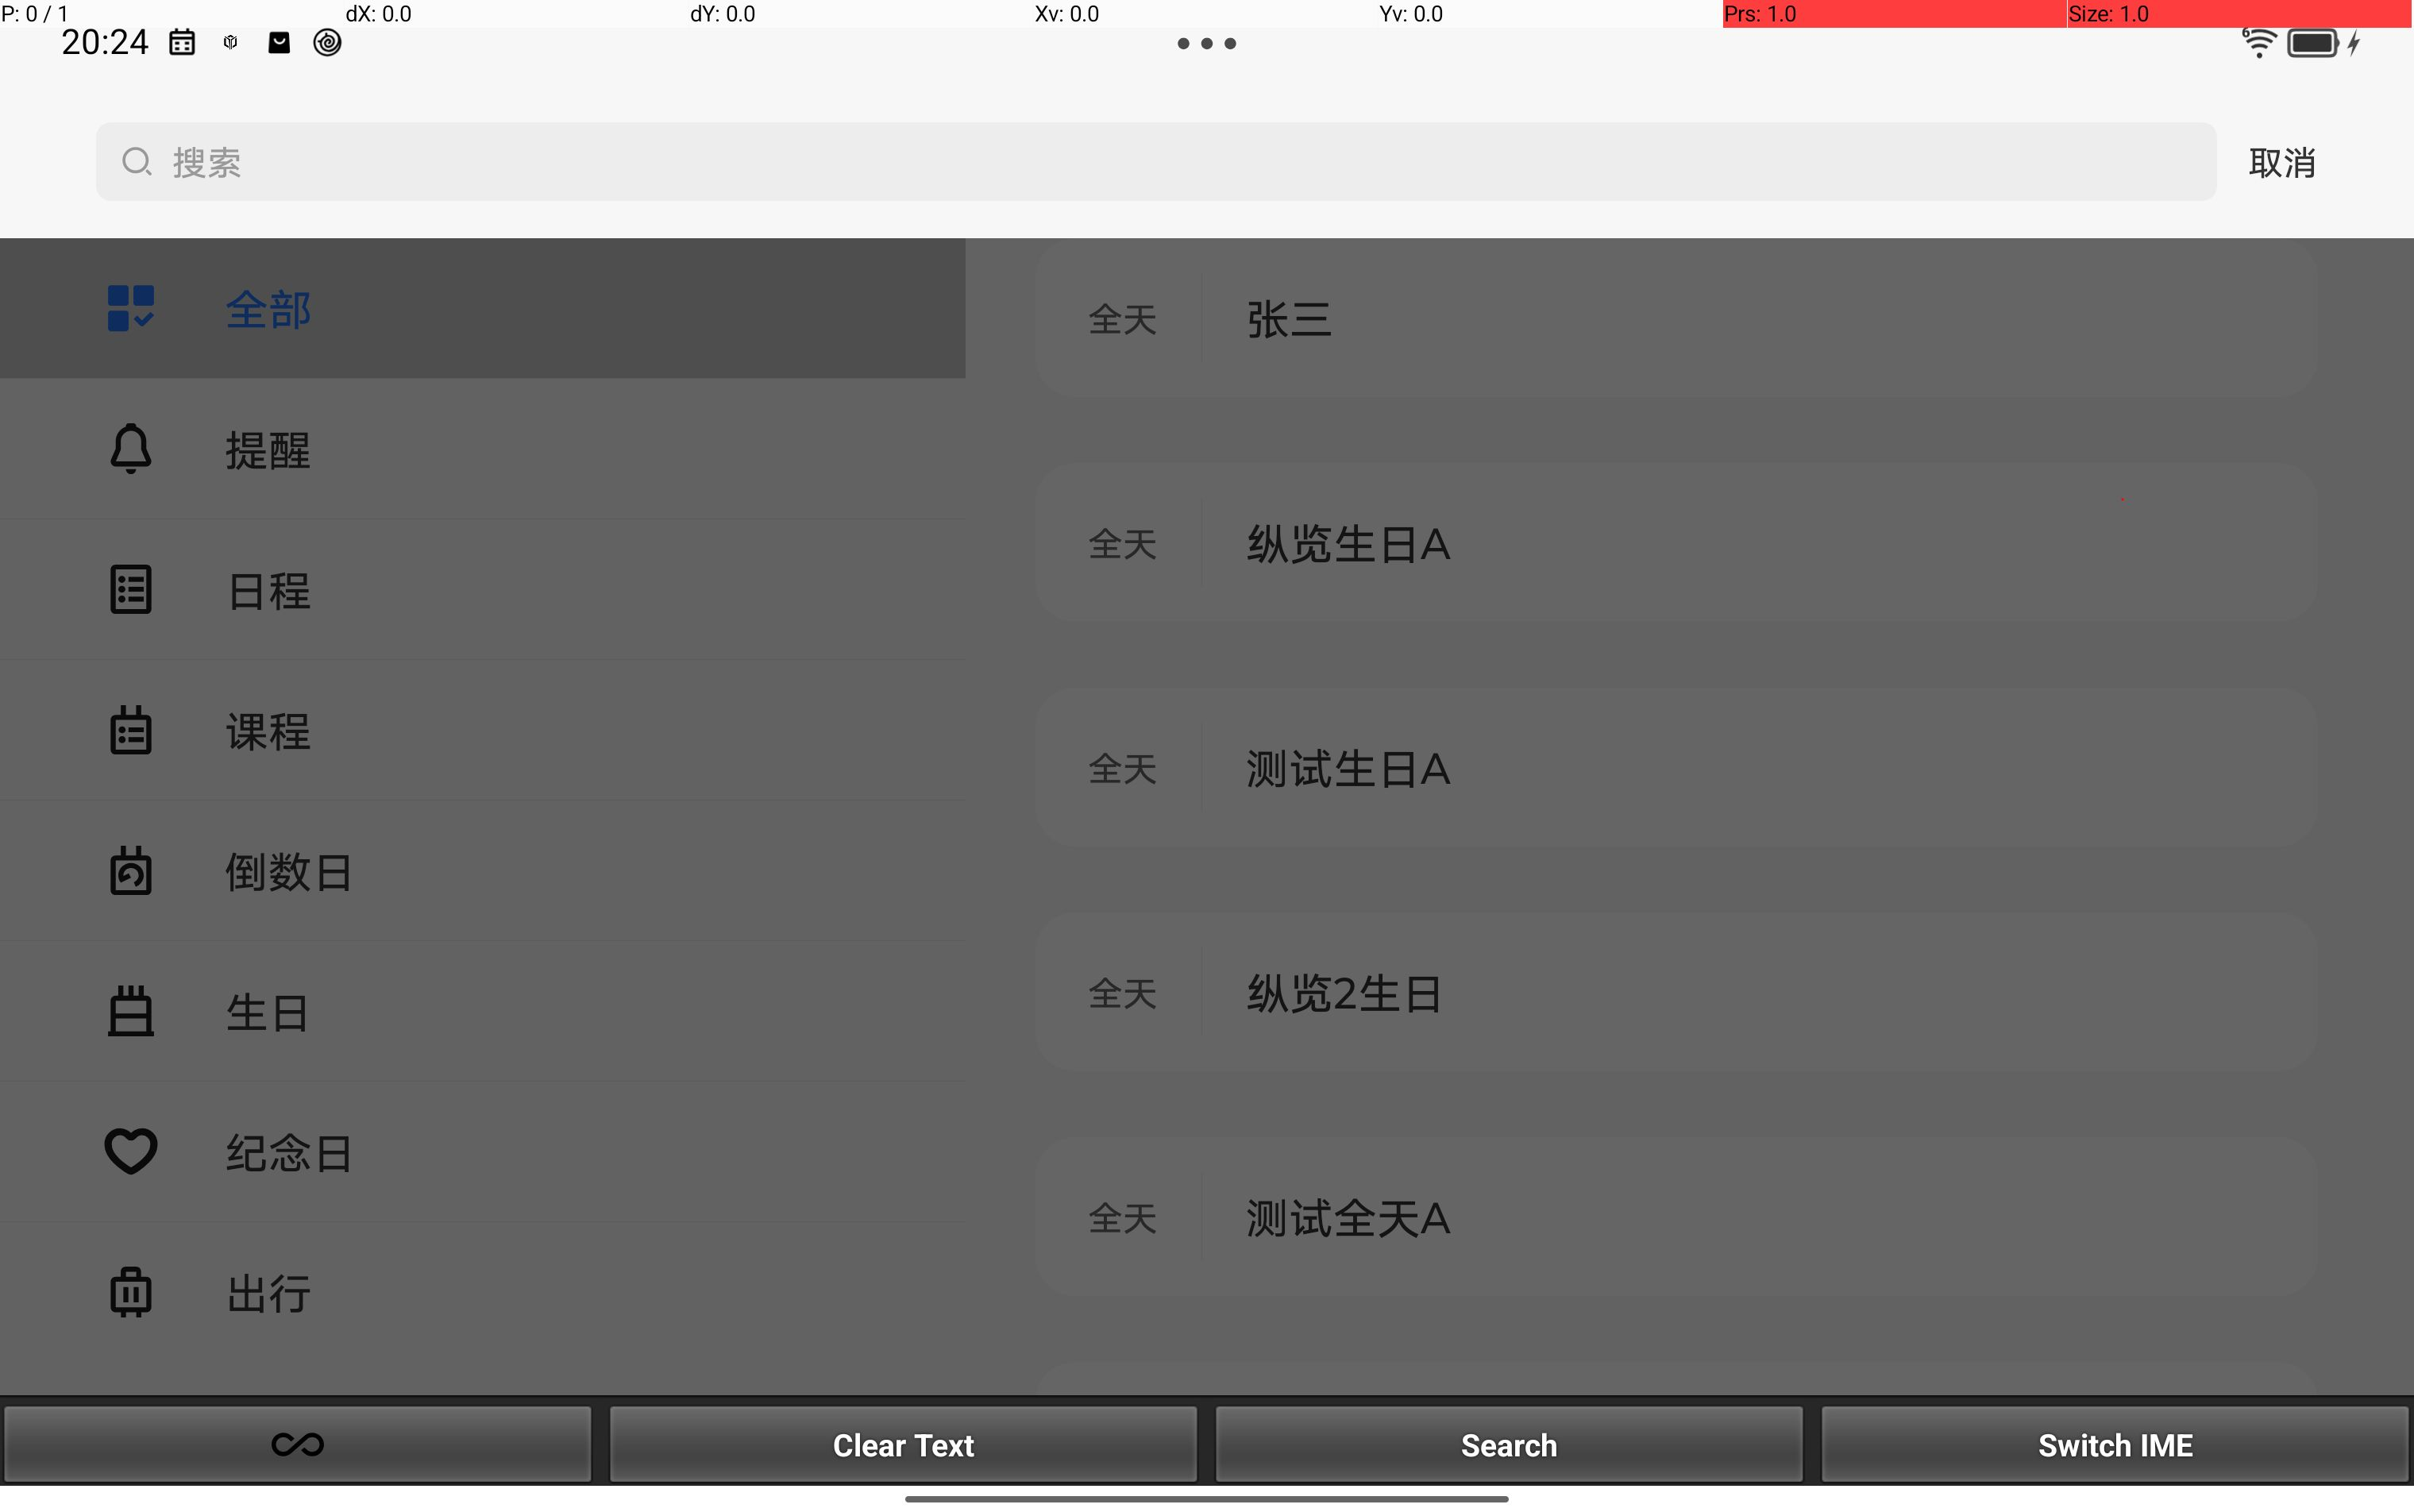 P: 0 / 1 dX: 0.0 dY: 0.0 Xv: 0.0 Yv: 0.0 Prs: 1.0 Size: 1.0
20:24
6
搜索 取消
全部
提醒
日程
课程
倒数日
生日
纪念日
出行
全天 张三
全天 纵览生日A
全天 测试生日A
全天 纵览2生日
全天 测试全天A
Clear Text Search Switch IME